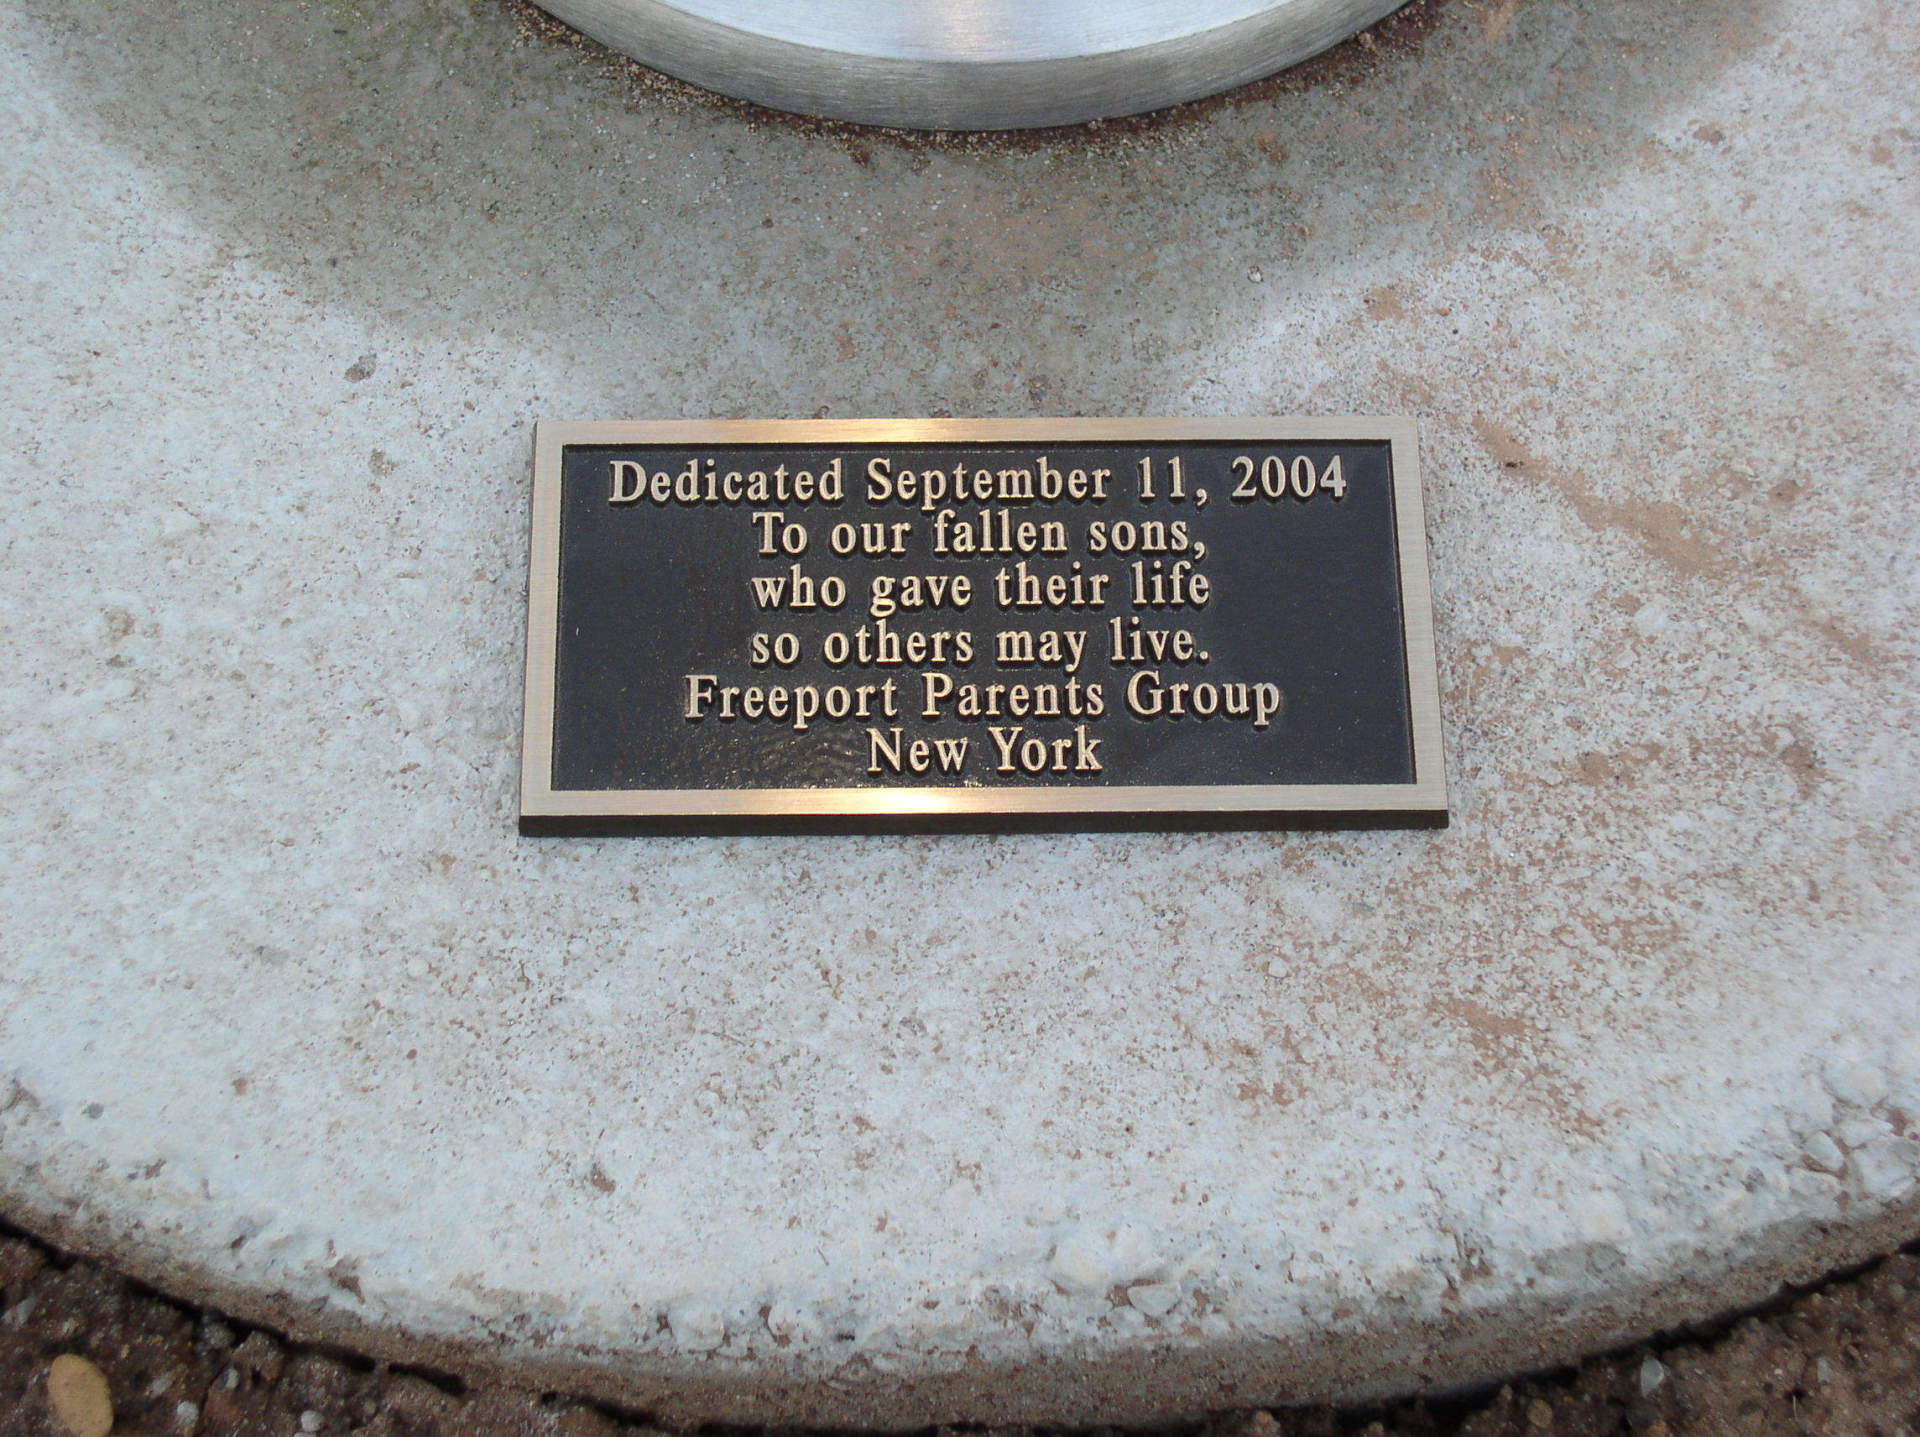 Dedicated September 11, 2004
To our fallen sons,
who gave their life
so others may live.
Freeport Parents Group
New York